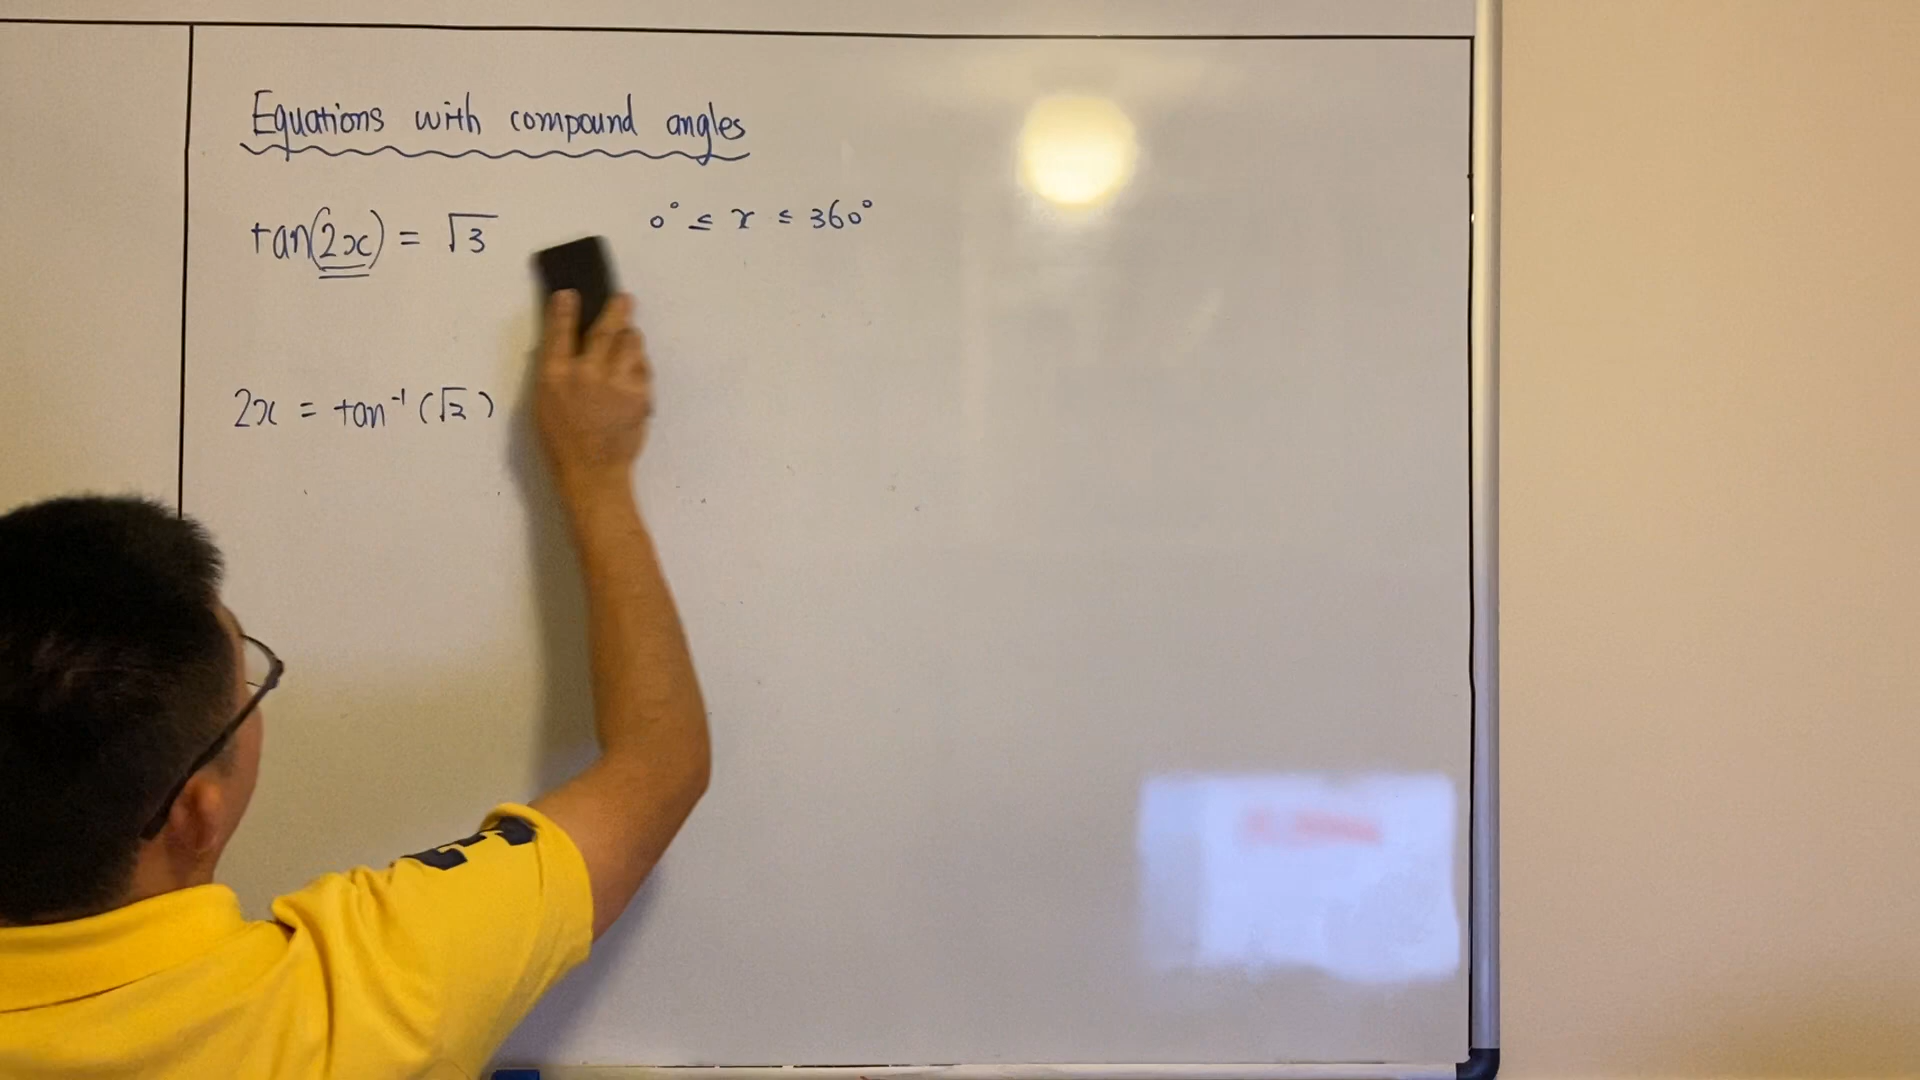 Equations with compound angles
tan(2x) = √3 0° ≤ x ≤ 360°
2x = tan⁻¹ (√3)